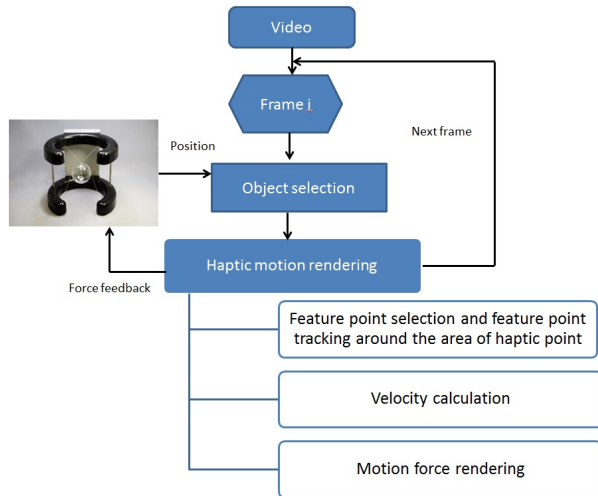 Video
Frame i
Next frame
Position
Object selection
Haptic motion rendering
Force feedback
Feature point selection and feature point
tracking around the area of haptic point
Velocity calculation
Motion force rendering